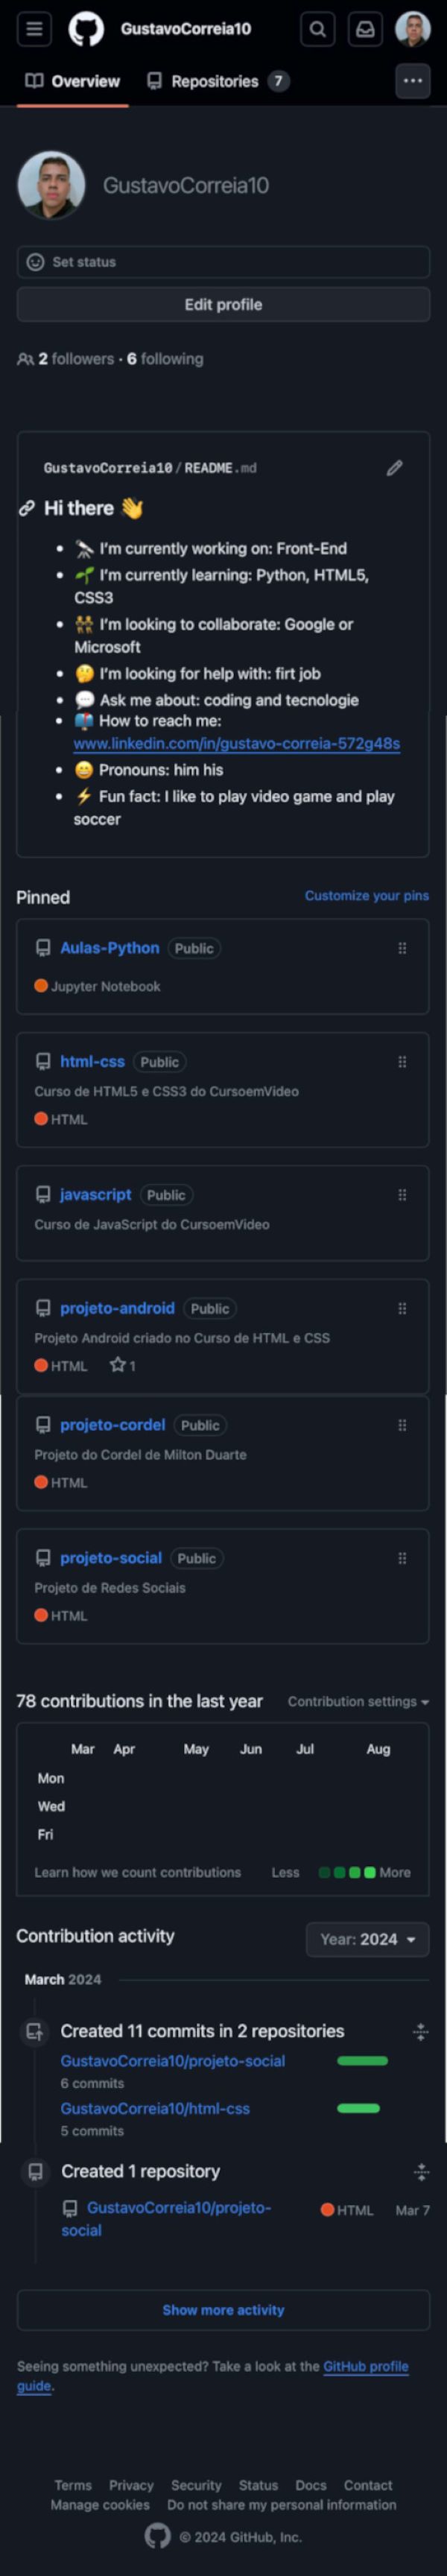 GustavoCorreia10
Overview Repositories 7
GustavoCorreia10
Set status
Edit profile
2 followers · 6 following
GustavoCorreia10/README.md
Hi there 👋
🔭 I'm currently working on: Front-End
🌱 I'm currently learning: Python, HTML5,
CSS3
👯 I'm looking to collaborate: Google or
Microsoft
🤔 I'm looking for help with: firt job
💬 Ask me about: coding and tecnologie
📫 How to reach me:
www.linkedin.com/in/gustavo-correia-572g48s
😄 Pronouns: him his
⚡ Fun fact: I like to play video game and play
soccer
Pinned Customize your pins
Aulas-Python Public
Jupyter Notebook
html-css Public
Curso de HTML5 e CSS3 do CursoemVideo
HTML
javascript Public
Curso de JavaScript do CursoemVideo
projeto-android Public
Projeto Android criado no Curso de HTML e CSS
HTML 1
projeto-cordel Public
Projeto do Cordel de Milton Duarte
HTML
projeto-social Public
Projeto de Redes Sociais
HTML
78 contributions in the last year Contribution settings
Mar Apr May Jun Jul Aug
Mon
Wed
Fri
Learn how we count contributions Less More
Contribution activity Year: 2024
March 2024
Created 11 commits in 2 repositories
GustavoCorreia10/projeto-social
6 commits
GustavoCorreia10/html-css
5 commits
Created 1 repository
GustavoCorreia10/projeto- HTML Mar 7
social
Show more activity
Seeing something unexpected? Take a look at the GitHub profile
guide.
Terms Privacy Security Status Docs Contact
Manage cookies Do not share my personal information
© 2024 GitHub, Inc.